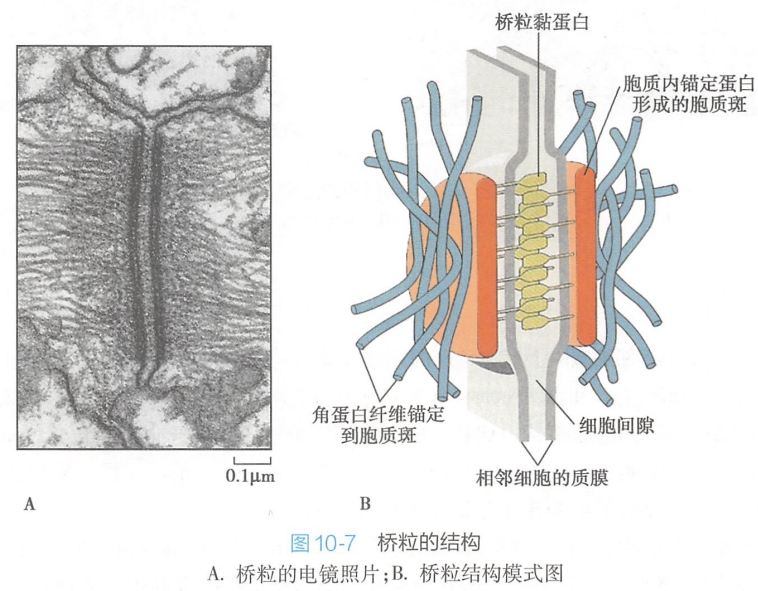 桥粒黏蛋白
胞质内锚定蛋白
形成的胞质斑
角蛋白纤维锚定
到胞质斑
细胞间隙
相邻细胞的质膜
0.1μm
A
B
图10-7 桥粒的结构
A. 桥粒的电镜照片;B. 桥粒结构模式图